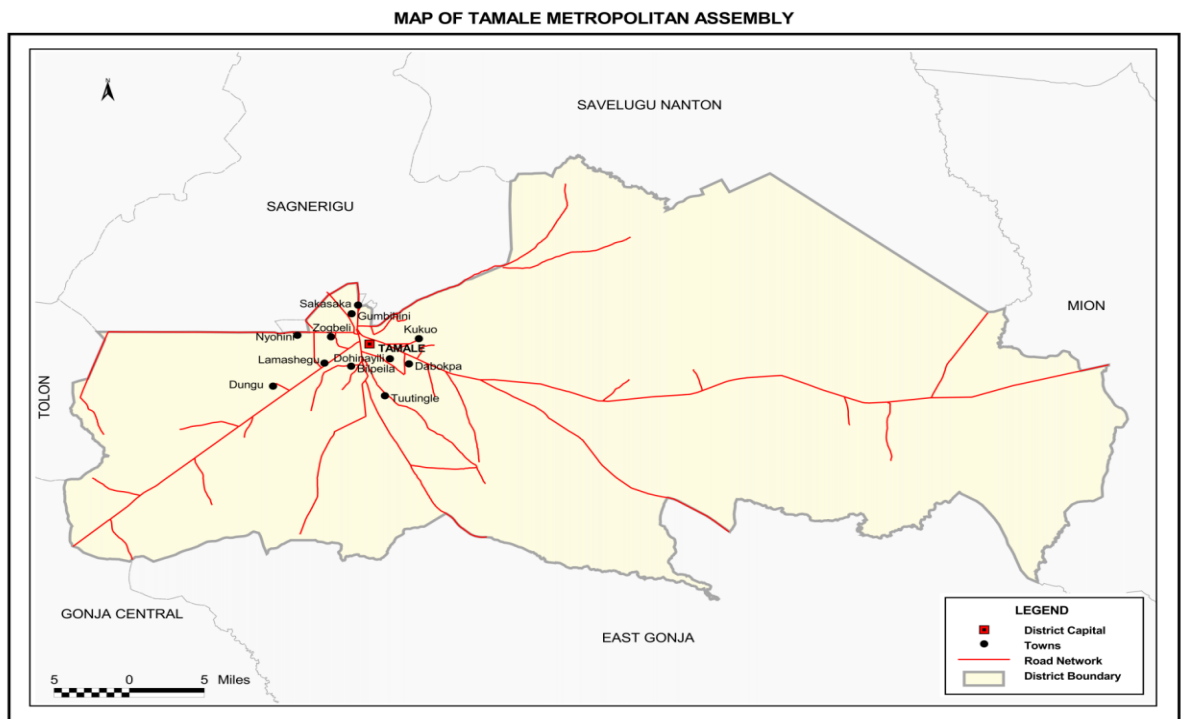 MAP OF TAMALE METROPOLITAN ASSEMBLY
N
SAVELUGU NANTON
SAGNERIGU
MION
TOLON
Sakasaka
Gumbihini
Zogbeli
Nyohini
Kukuo
TAMALE
Lamashegu
Dohinaylli
Bilpeila
Dabokpa
Dungu
Tuutingle
GONJA CENTRAL
EAST GONJA
5 0 5 Miles
LEGEND
District Capital
Towns
Road Network
District Boundary